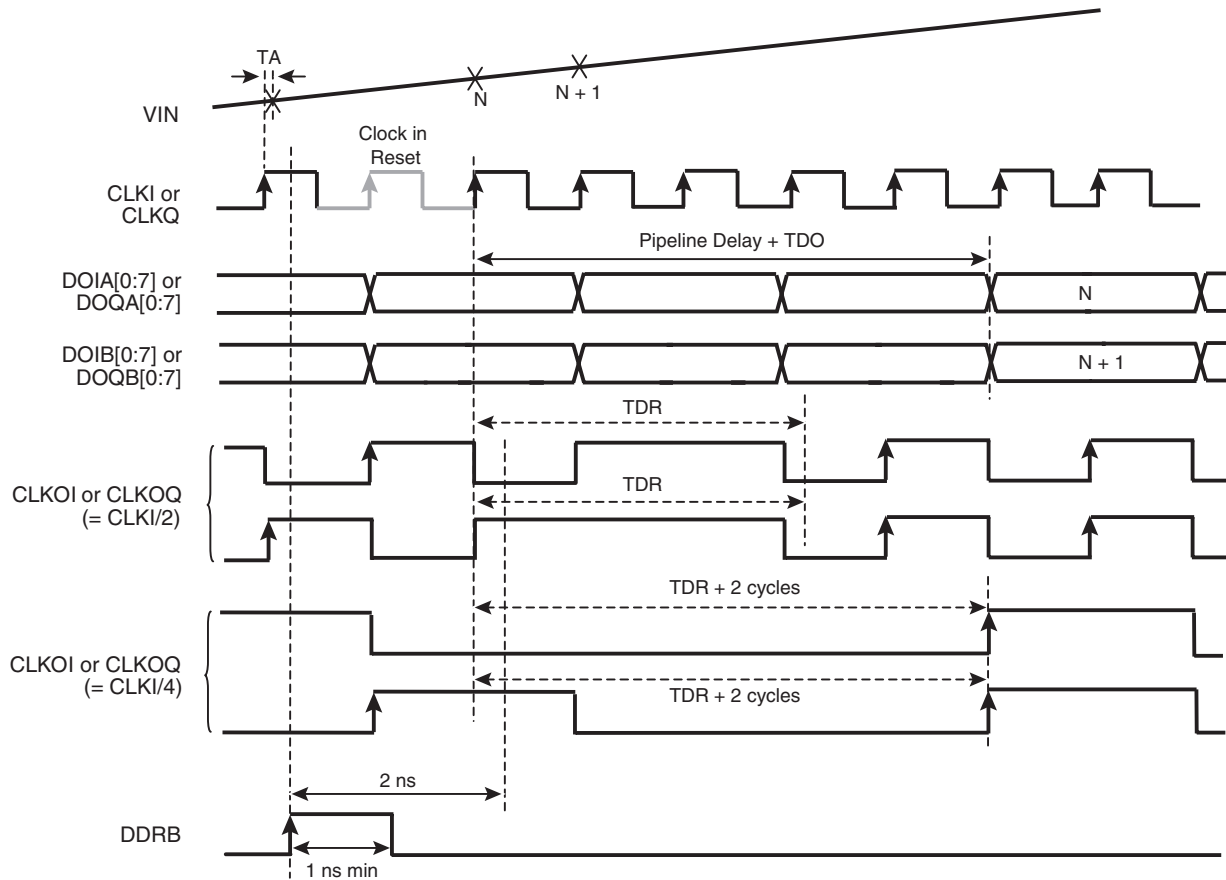 TA
VIN
N
N + 1
Clock in
Reset
CLKI or
CLKQ
Pipeline Delay + TDO
DOIA[0:7] or
DOQA[0:7]
N
DOIB[0:7] or
DOQB[0:7]
N + 1
TDR
CLKOI or CLKOQ
(= CLKI/2)
TDR
TDR + 2 cycles
CLKOI or CLKOQ
(= CLKI/4)
TDR + 2 cycles
2 ns
DDRB
1 ns min